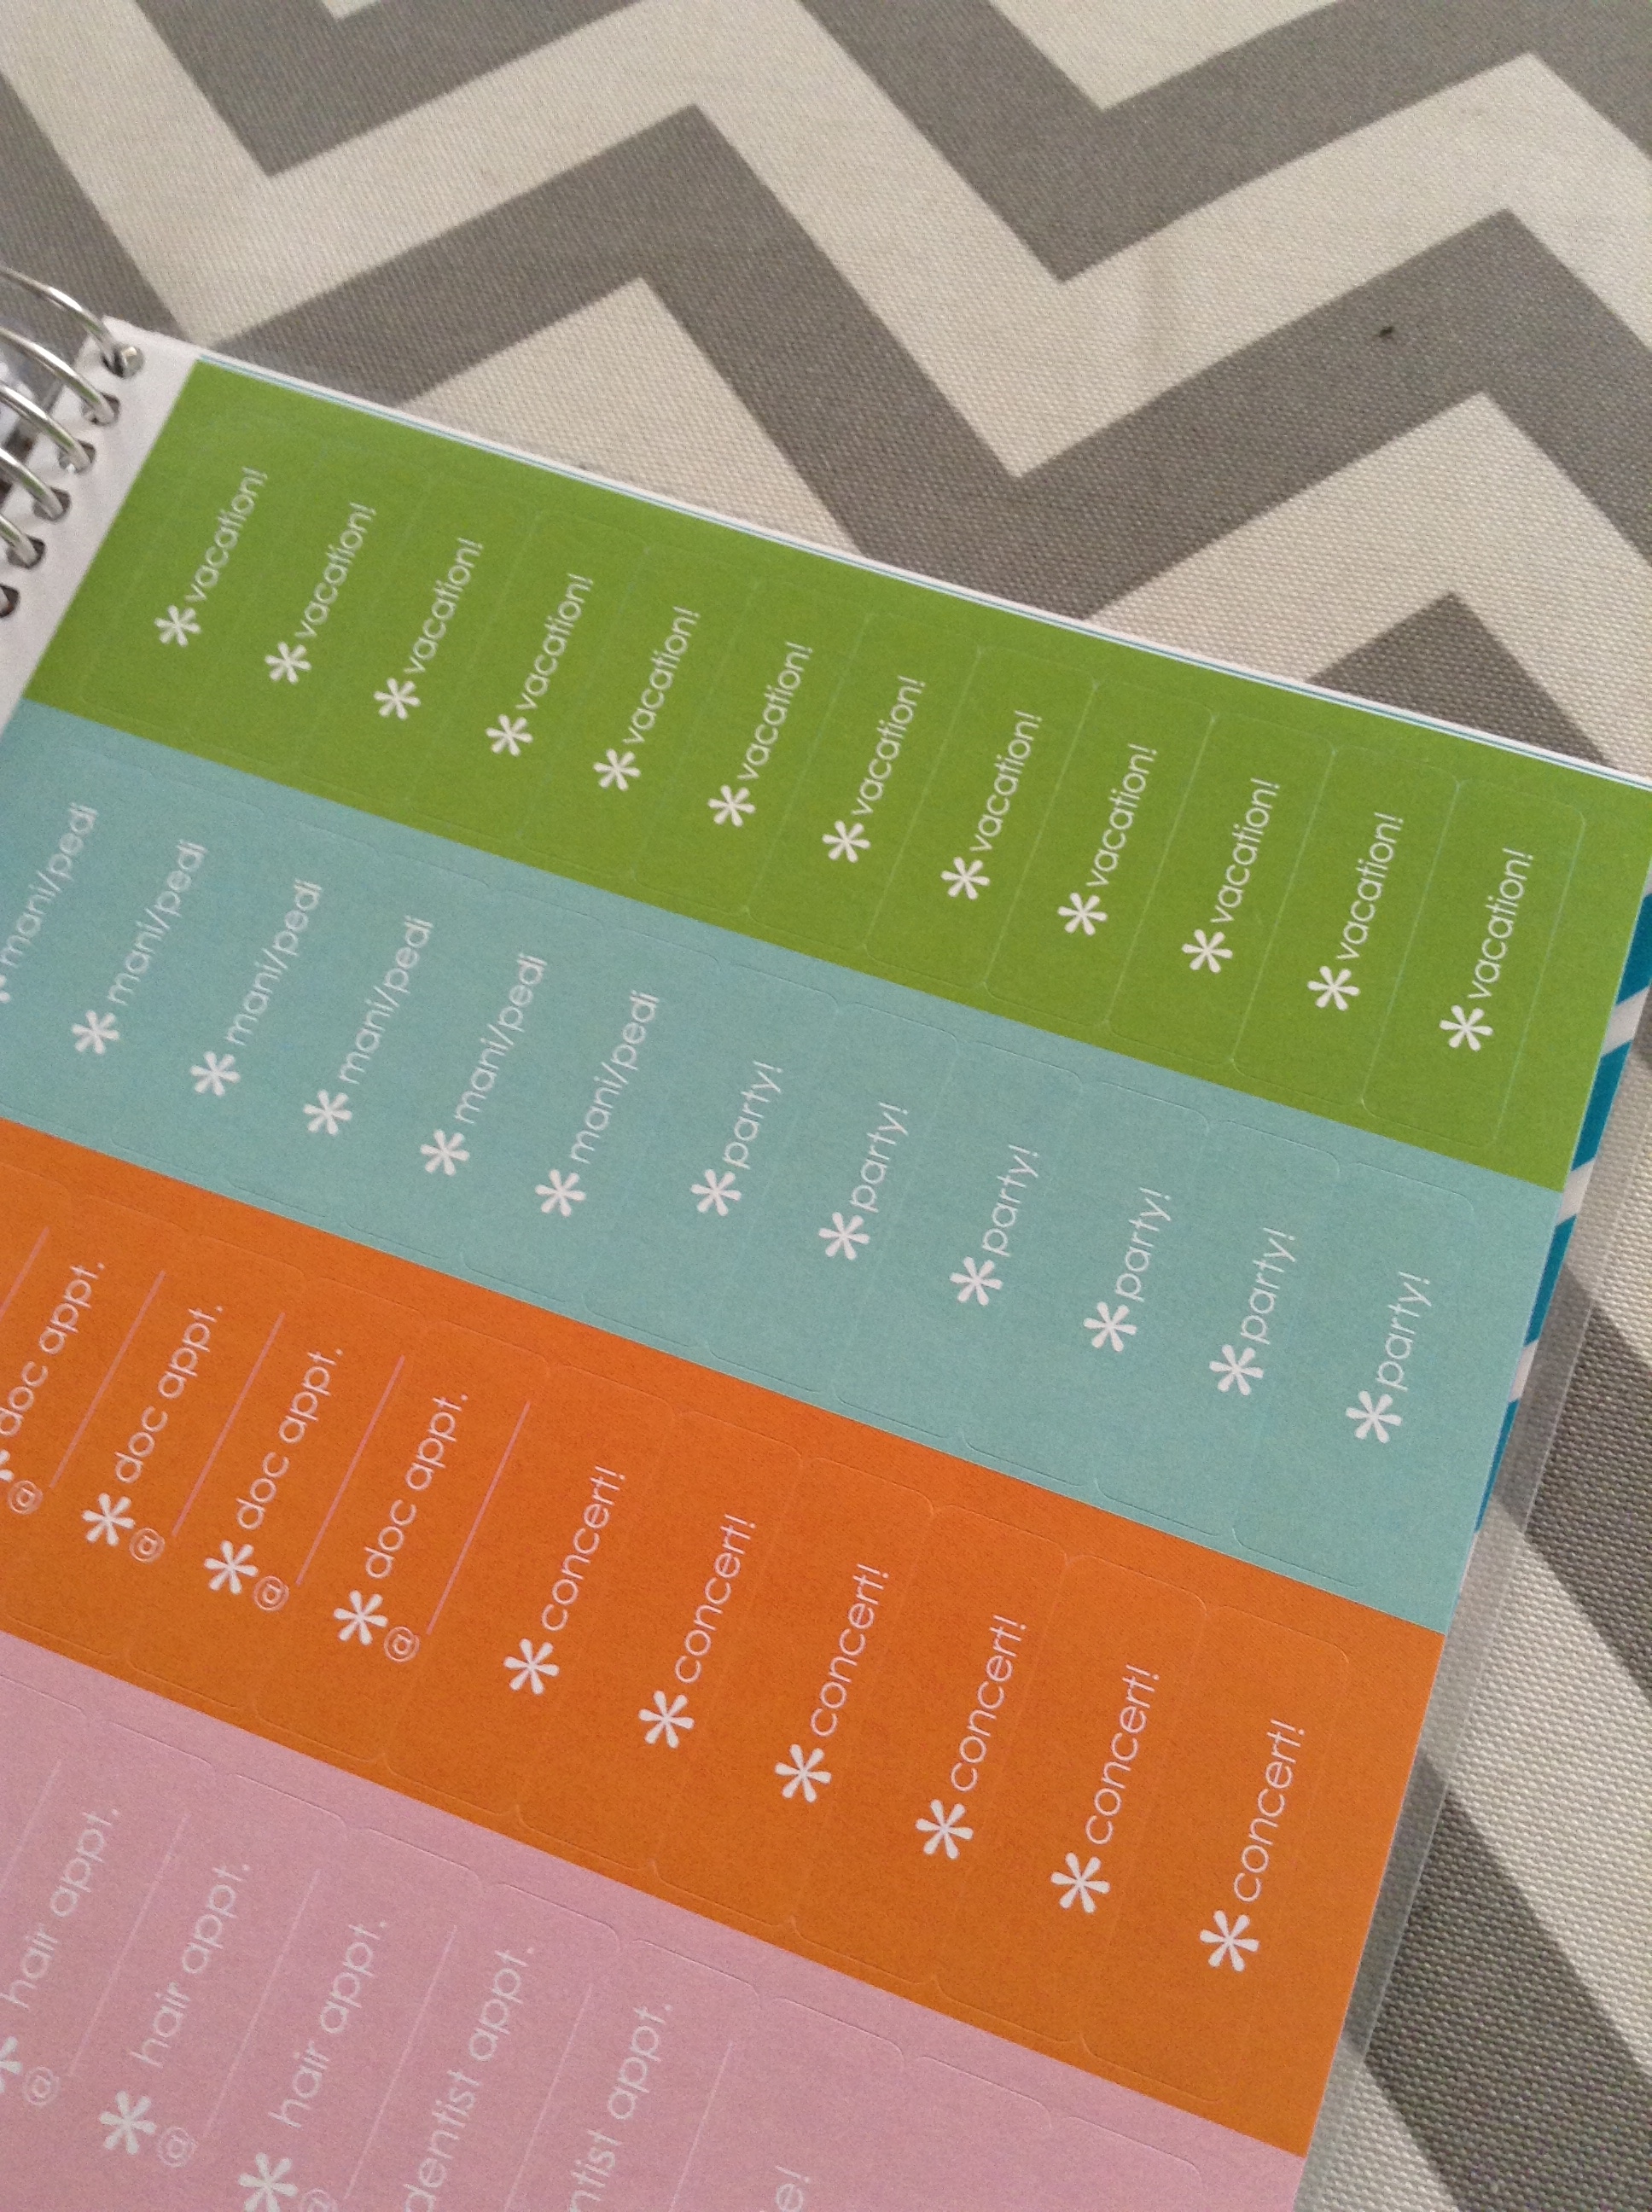 * vacation!
* vacation!
* vacation!
* vacation!
* vacation!
* vacation!
* vacation!
* vacation!
* vacation!
* vacation!
* vacation!
* vacation!
* mani/pedi
* mani/pedi
* mani/pedi
* mani/pedi
* mani/pedi
* mani/pedi
* party!
* party!
* party!
* party!
* party!
* party!
* doc appt.
@
* doc appt.
@
* doc appt.
@
* doc appt.
@
* concert!
* concert!
* concert!
* concert!
* concert!
* concert!
* hair appt.
@
* hair appt.
@
* hair appt.
@
dentist appt.
appt.